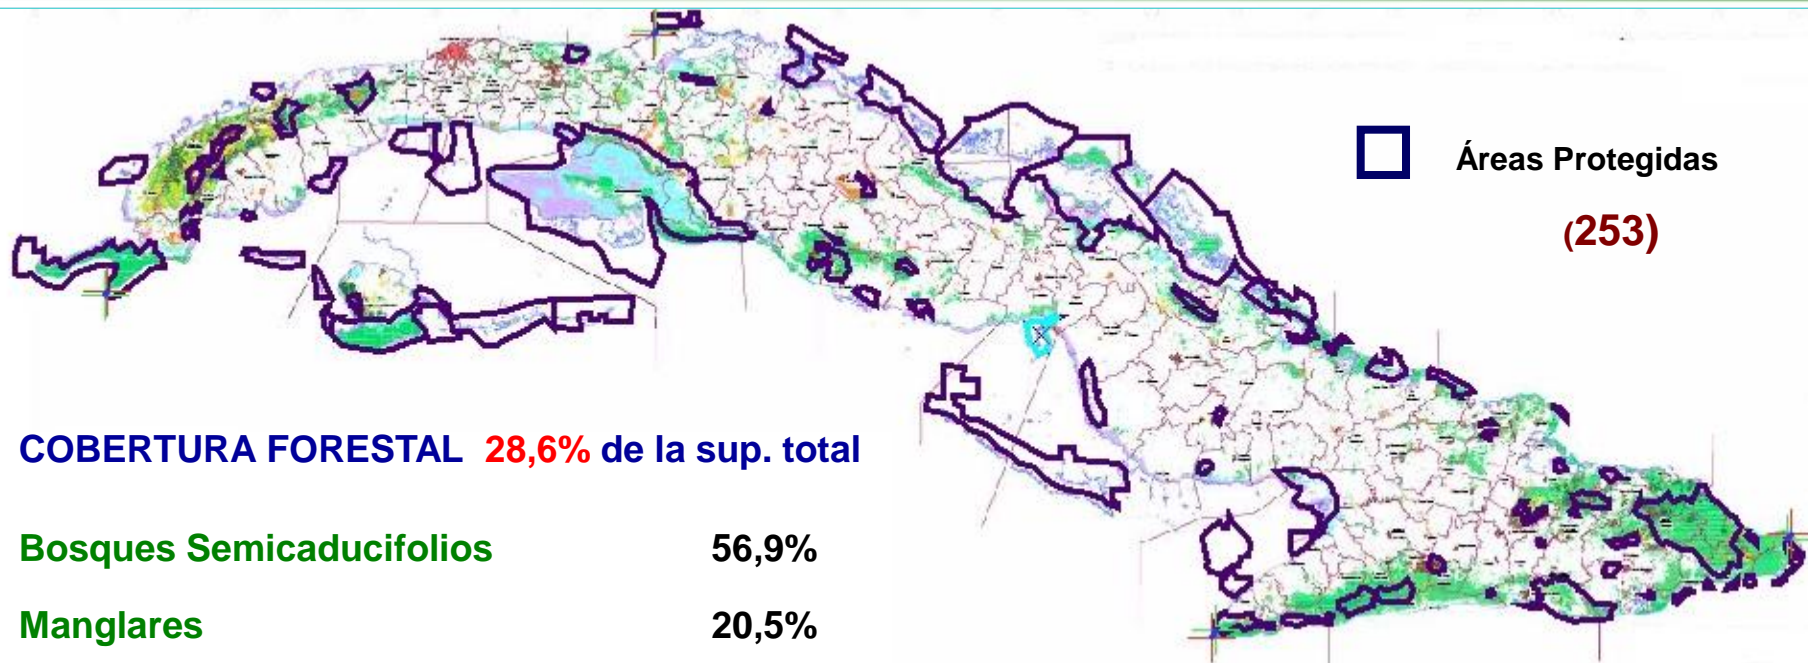 Áreas Protegidas
(253)
COBERTURA FORESTAL 28,6% de la sup. total
Bosques Semicaducifolios 56,9%
Manglares 20,5%